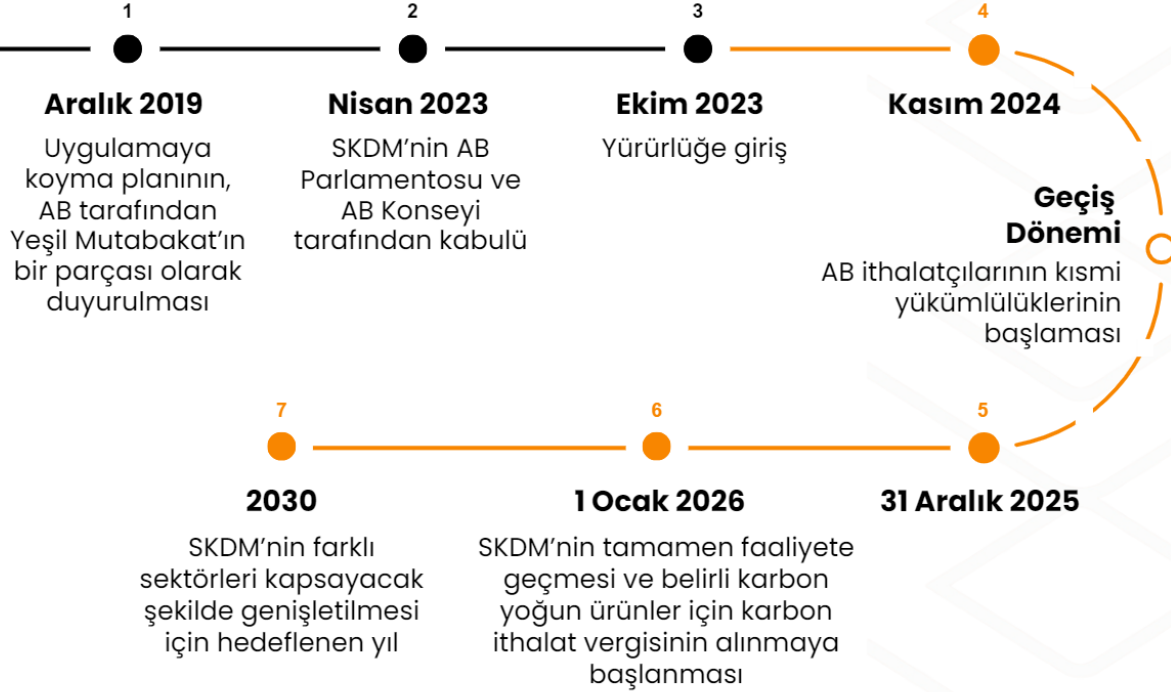 1
2
3
4
Aralık 2019
Nisan 2023
Ekim 2023
Kasım 2024
Uygulamaya
koyma planının,
AB tarafından
Yeşil Mutabakat’ın
bir parçası olarak
duyurulması
SKDM’nin AB
Parlamentosu ve
AB Konseyi
tarafından kabulü
Yürürlüğe giriş
Geçiş
Dönemi
AB ithalatçılarının kısmi
yükümlülüklerinin
başlaması
7
6
5
2030
1 Ocak 2026
31 Aralık 2025
SKDM’nin farklı
sektörleri kapsayacak
şekilde genişletilmesi
için hedeflenen yıl
SKDM’nin tamamen faaliyete
geçmesi ve belirli karbon
yoğun ürünler için karbon
ithalat vergisinin alınmaya
başlanması